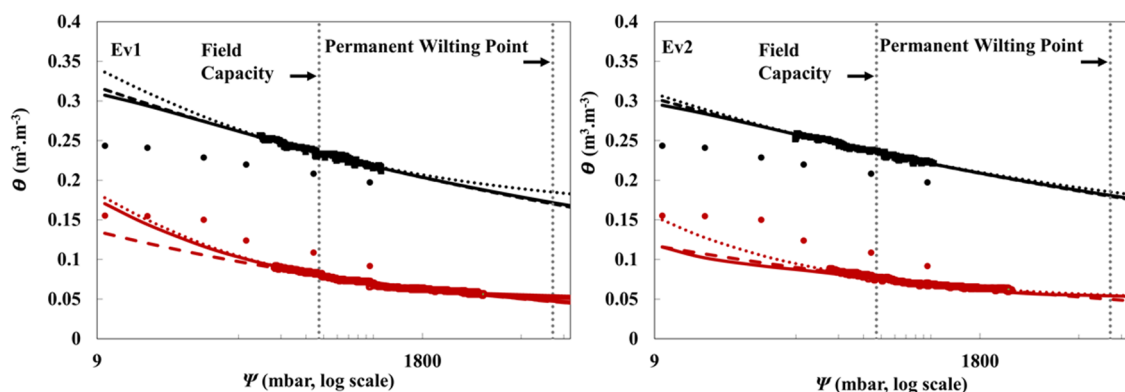 0.4
0.35
0.3
0.25
0.2
0.15
0.1
0.05
0
θ (m³.m⁻³)
Ev1
Field
Capacity
Permanent Wilting Point
9
1800
Ψ (mbar, log scale)
0.4
0.35
0.3
0.25
0.2
0.15
0.1
0.05
0
θ (m³.m⁻³)
Ev2
Field
Capacity
Permanent Wilting Point
9
1800
Ψ (mbar, log scale)